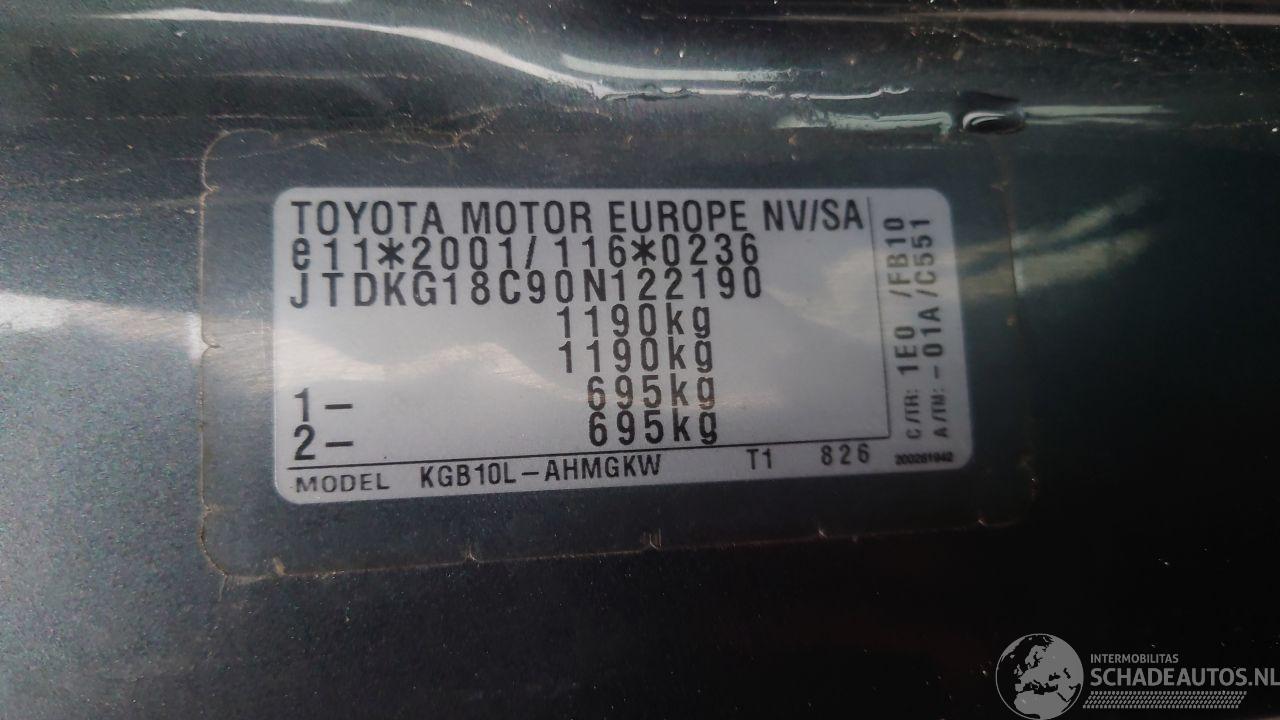 TOYOTA MOTOR EUROPE NV/SA
e11*2001/116*0236
JTDKG18C90N122190
1190kg
1190kg
1- 695kg
2- 695kg
MODEL KGB10L-AHMGKW T1 826
C/TR: 1E0 /FB10
A/TM: -01A /C551
200261942
INTERMOBILITAS
SCHADEAUTOS.NL